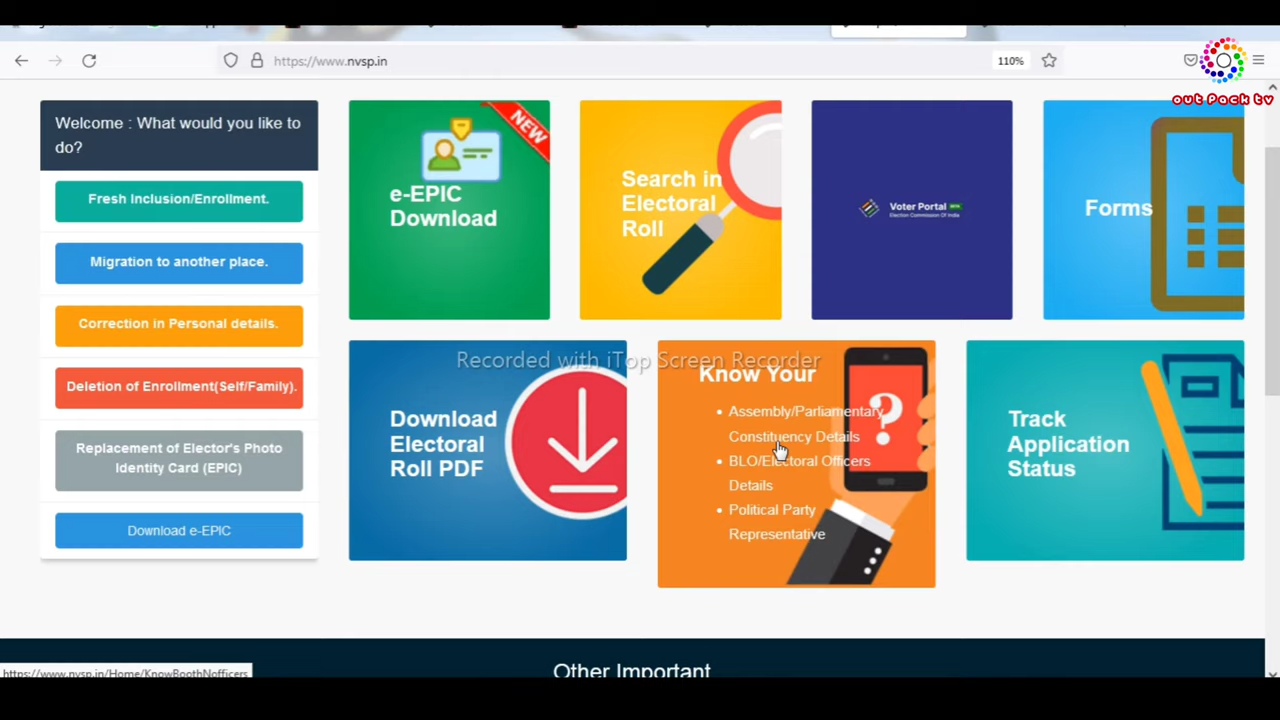 https://www.nvsp.in
110%
out Pack tv
Welcome : What would you like to
do?
Fresh Inclusion/Enrollment.
Migration to another place.
Correction in Personal details.
Deletion of Enrollment(Self/Family).
Replacement of Elector's Photo
Identity Card (EPIC)
Download e-EPIC
NEW
e-EPIC
Download
Search in
Electoral
Roll
Voter Portal BETA
Election Commission Of India
Forms
Recorded with iTop Screen Recorder
Download
Electoral
Roll PDF
Know Your
Assembly/Parliamentary
Constituency Details
BLO/Electoral Officers
Details
Political Party
Representative
?
Track
Application
Status
Other Important
https://www.nvsp.in/Home/KnowBoothNofficers